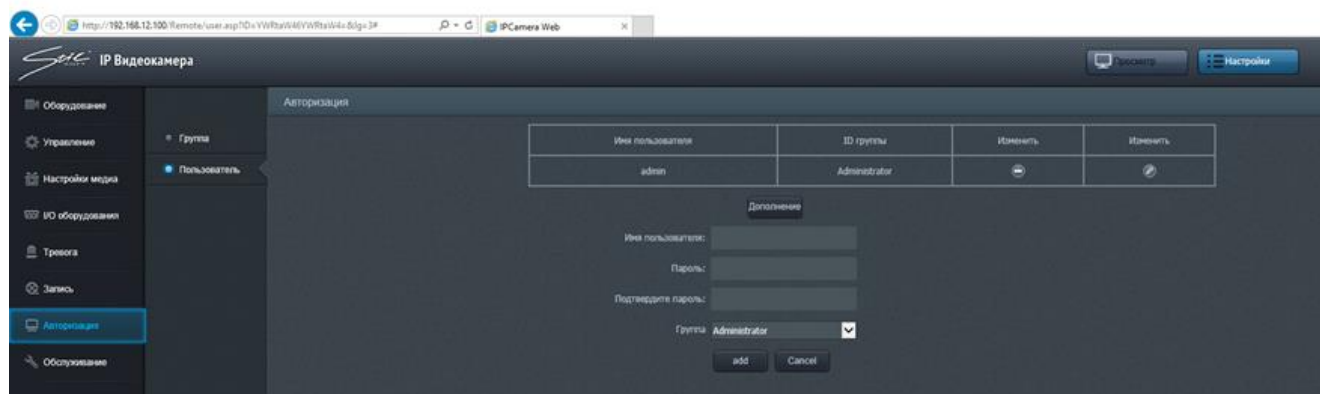 http://192.168.12.100/Remote/user.asp?ID=YWRtaW46YWRtaW4=&lg=3#
IPCamera Web
IP Видеокамера
Просмотр
Настройки
Оборудование
Управление
Настройки медиа
I/O оборудования
Тревога
Запись
Авторизация
Обслуживание
Группа
Пользователь
Авторизация
Имя пользователя ID группы Изменить Изменить
admin Administrator
Дополнение
Имя пользователя:
Пароль:
Подтвердите пароль:
Группа Administrator
add Cancel